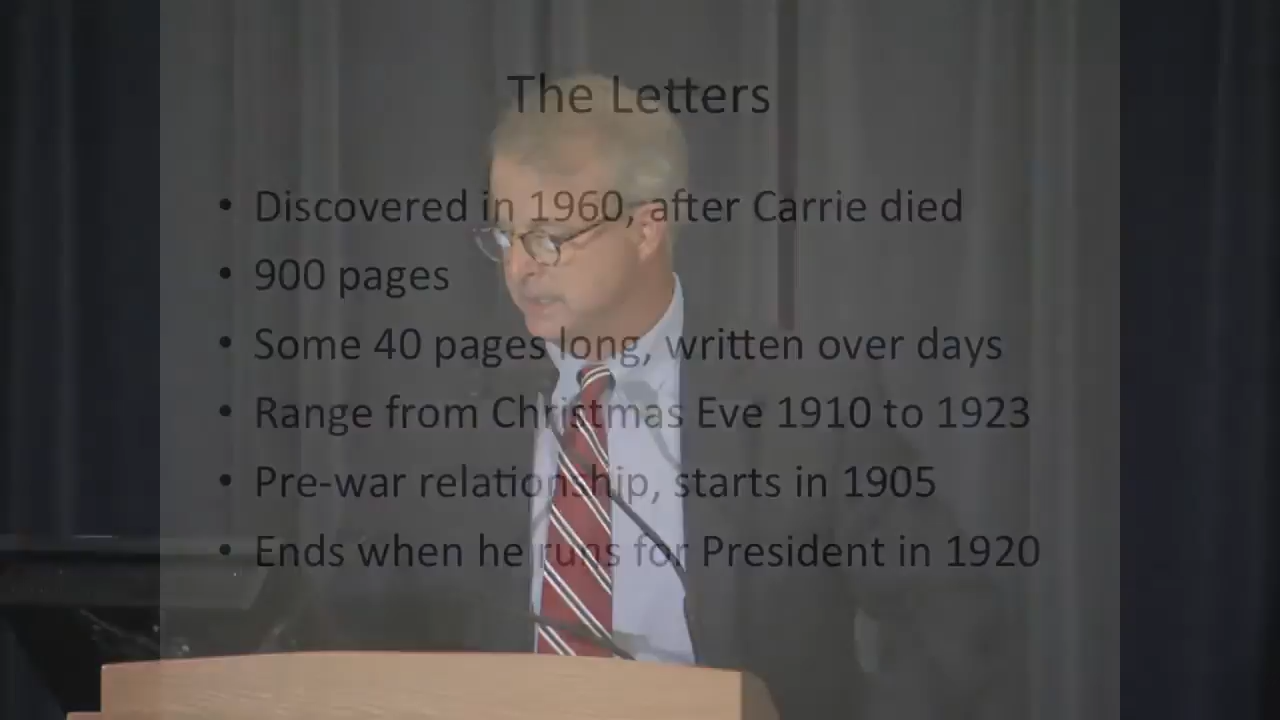 The Letters
• Discovered in 1960, after Carrie died
• 900 pages
• Some 40 pages long, written over days
• Range from Christmas Eve 1910 to 1923
• Pre-war relationship, starts in 1905
• Ends when he runs for President in 1920